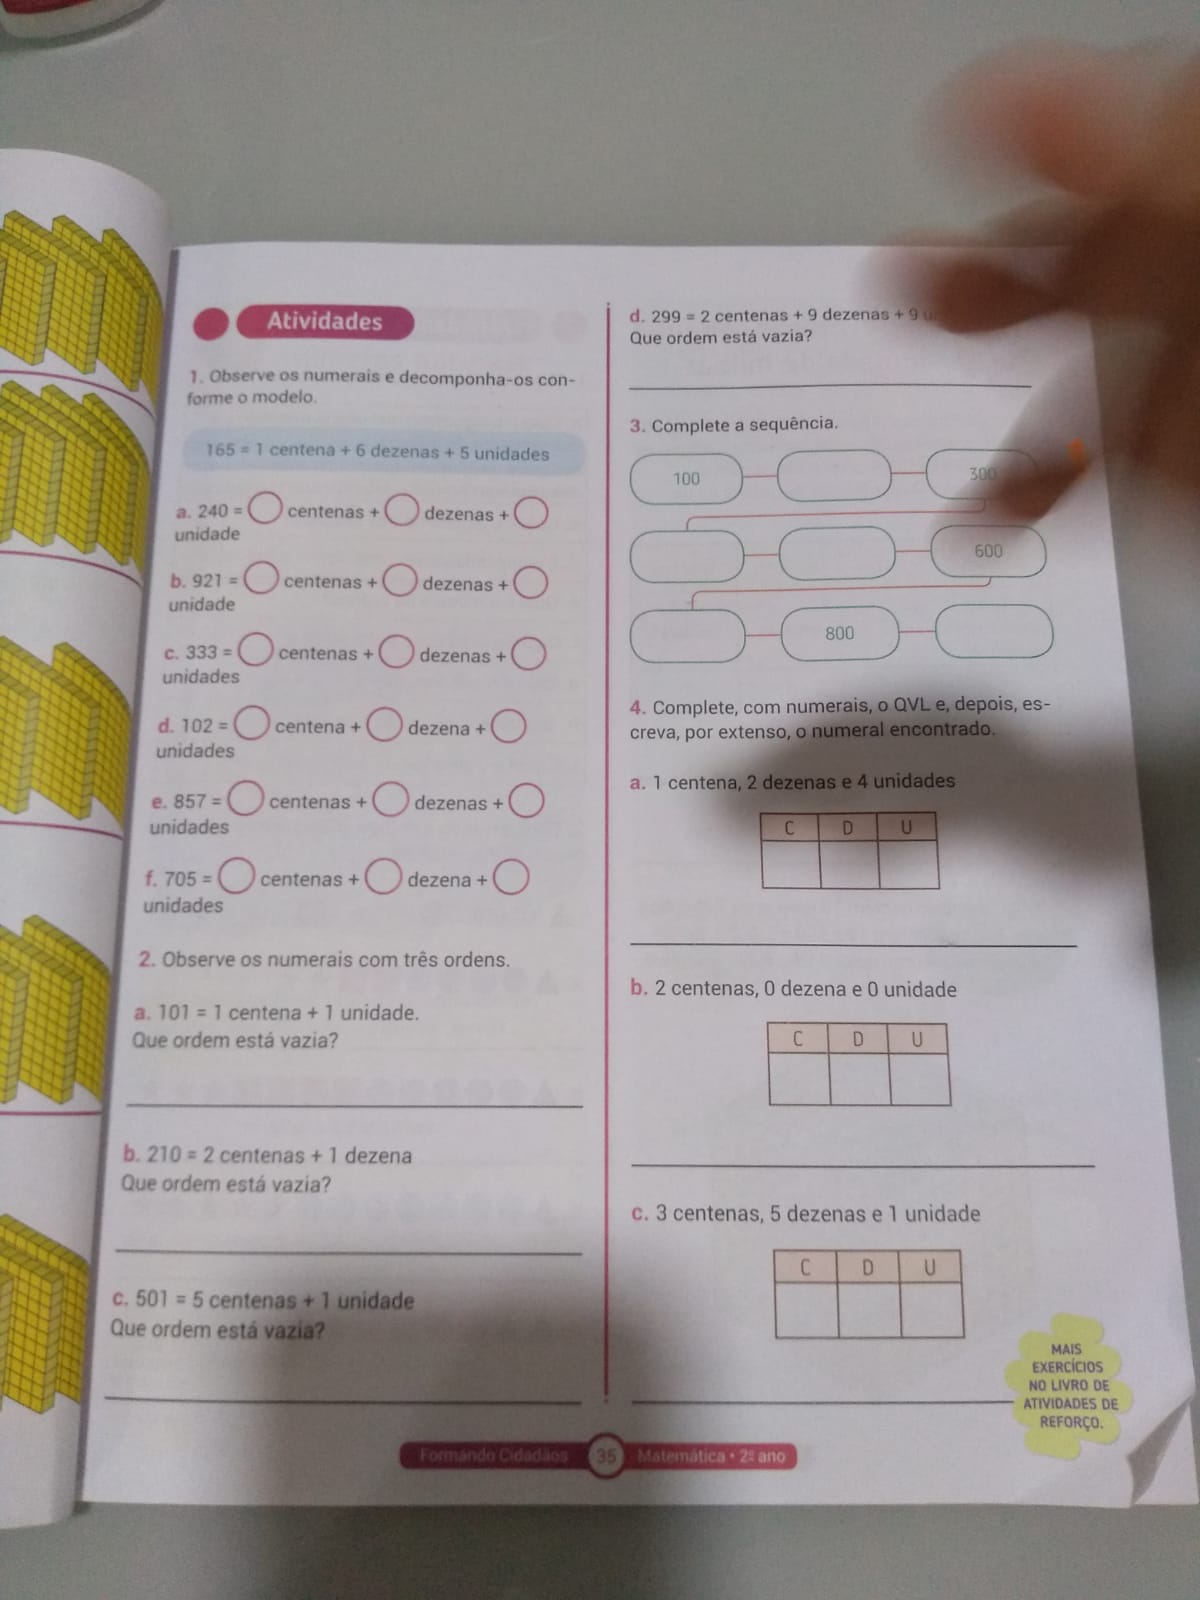 Atividades
1. Observe os numerais e decomponha-os con-
forme o modelo.
165 = 1 centena + 6 dezenas + 5 unidades
a. 240 = centenas + dezenas +
unidade
b. 921 = centenas + dezenas +
unidade
c. 333 = centenas + dezenas +
unidades
d. 102 = centena + dezena +
unidades
e. 857 = centenas + dezenas +
unidades
f. 705 = centenas + dezena +
unidades
2. Observe os numerais com três ordens.
a. 101 = 1 centena + 1 unidade.
Que ordem está vazia?
b. 210 = 2 centenas + 1 dezena
Que ordem está vazia?
c. 501 = 5 centenas + 1 unidade
Que ordem está vazia?
d. 299 = 2 centenas + 9 dezenas + 9
Que ordem está vazia?
3. Complete a sequência.
100 300
600
800
4. Complete, com numerais, o QVL e, depois, es-
creva, por extenso, o numeral encontrado.
a. 1 centena, 2 dezenas e 4 unidades
C D U
b. 2 centenas, 0 dezena e 0 unidade
C D U
c. 3 centenas, 5 dezenas e 1 unidade
C D U
MAIS
EXERCÍCIOS
NO LIVRO DE
ATIVIDADES DE
REFORÇO.
Formando Cidadãos 35 Matemática • 2º ano